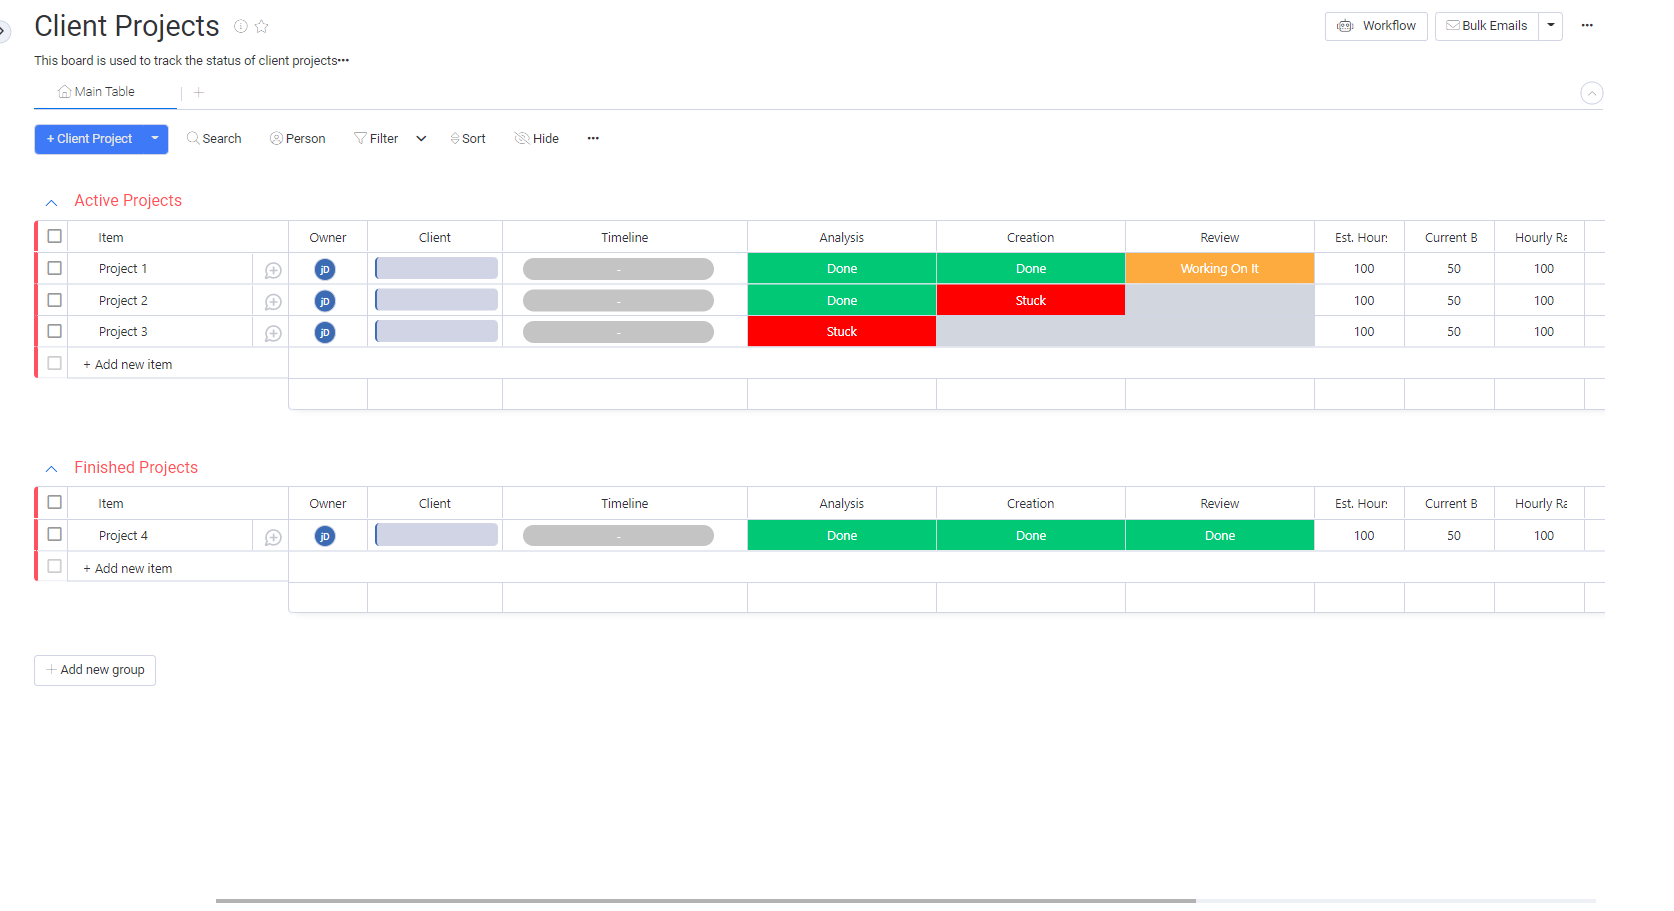 Client Projects
Workflow
Bulk Emails
This board is used to track the status of client projects•••
Main Table
+ Client Project
Search
Person
Filter
Sort
Hide
Active Projects
Item Owner Client Timeline Analysis Creation Review Est. Hour Current B Hourly Ra
Project 1 jD - Done Done Working On It 100 50 100
Project 2 jD - Done Stuck 100 50 100
Project 3 jD - Stuck 100 50 100
+ Add new item
Finished Projects
Item Owner Client Timeline Analysis Creation Review Est. Hour Current B Hourly Ra
Project 4 jD - Done Done Done 100 50 100
+ Add new item
+ Add new group